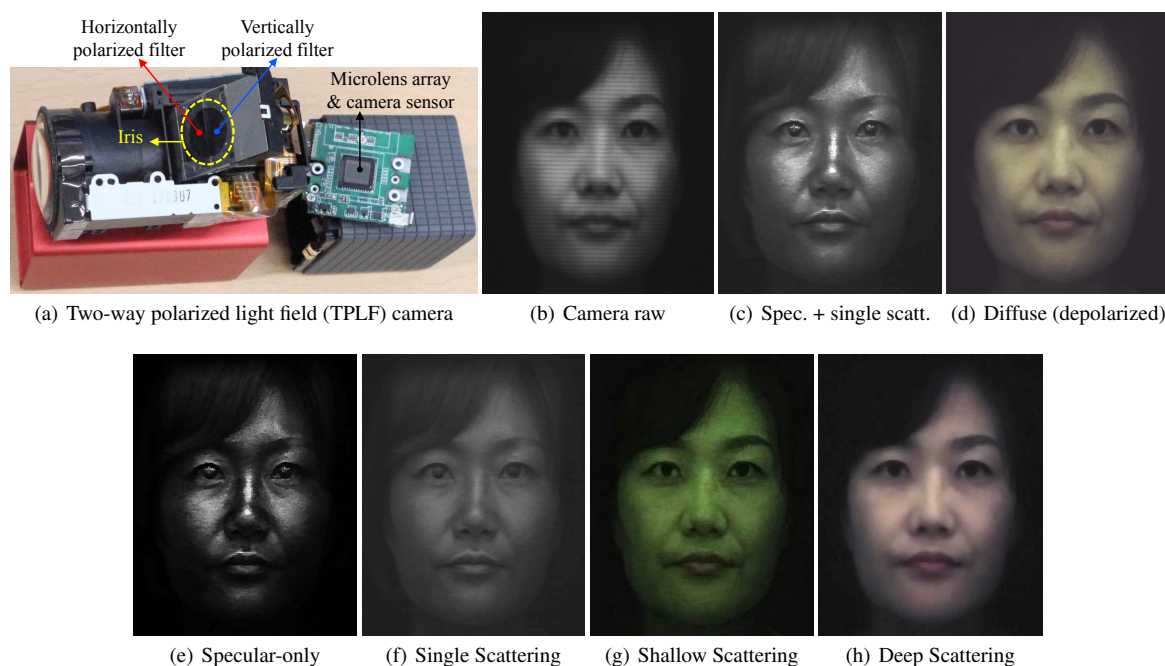 Horizontally
polarized filter
Vertically
polarized filter
Microlens array
& camera sensor
Iris
(a) Two-way polarized light field (TPLF) camera
(b) Camera raw
(c) Spec. + single scatt.
(d) Diffuse (depolarized)
(e) Specular-only
(f) Single Scattering
(g) Shallow Scattering
(h) Deep Scattering